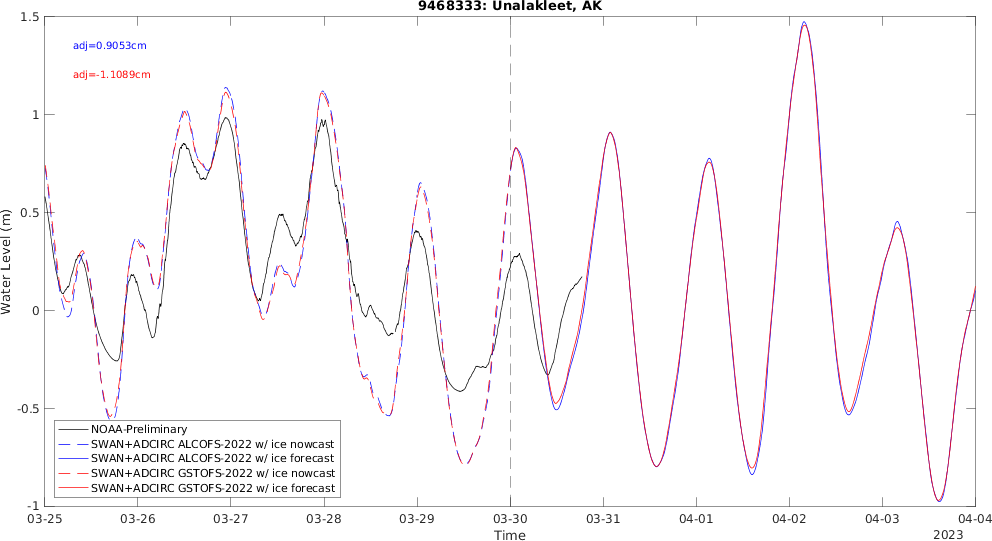 9468333: Unalakleet, AK
adj=0.9053cm
adj=-1.1089cm
Water Level (m)
1.5
1
0.5
0
-0.5
-1
NOAA-Preliminary
SWAN+ADCIRC ALCOFS-2022 w/ ice nowcast
SWAN+ADCIRC ALCOFS-2022 w/ ice forecast
SWAN+ADCIRC GSTOFS-2022 w/ ice nowcast
SWAN+ADCIRC GSTOFS-2022 w/ ice forecast
03-25 03-26 03-27 03-28 03-29 03-30 03-31 04-01 04-02 04-03 04-04
Time
2023